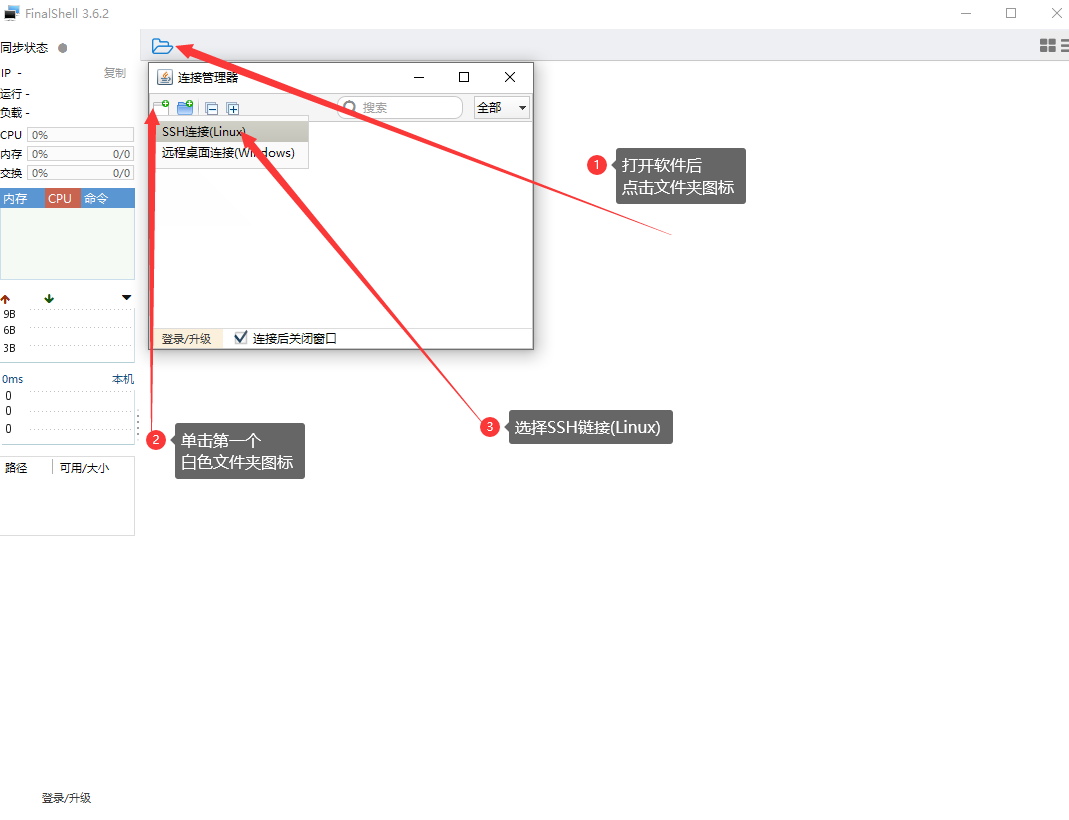 FinalShell 3.6.2
同步状态
IP -
复制
运行 -
负载 -
CPU 0%
内存 0% 0/0
交换 0% 0/0
内存 CPU 命令
9B
6B
3B
0ms 本机
0
0
0
路径 可用/大小
登录/升级
连接管理器
搜索
全部
SSH连接(Linux)
远程桌面连接(Windows)
登录/升级
连接后关闭窗口
1
打开软件后
点击文件夹图标
2
单击第一个
白色文件夹图标
3
选择SSH链接(Linux)